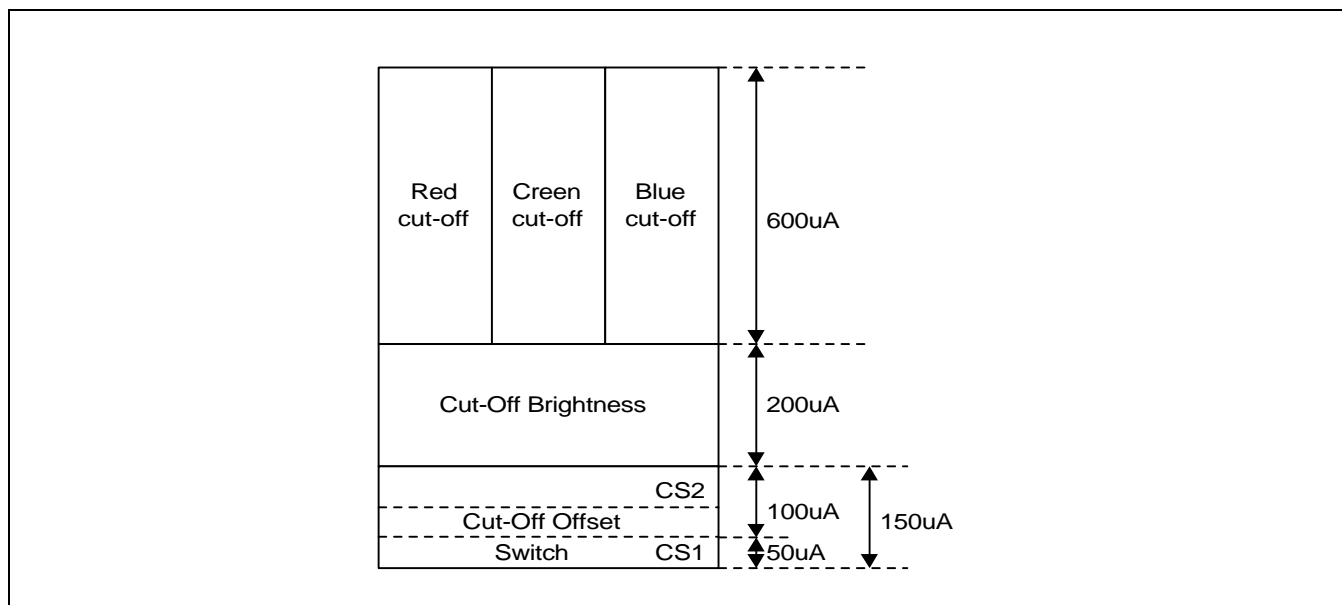 Red
cut-off
Creen
cut-off
Blue
cut-off
600uA
Cut-Off Brightness
200uA
CS2
Cut-Off Offset
100uA
150uA
Switch
CS1
50uA